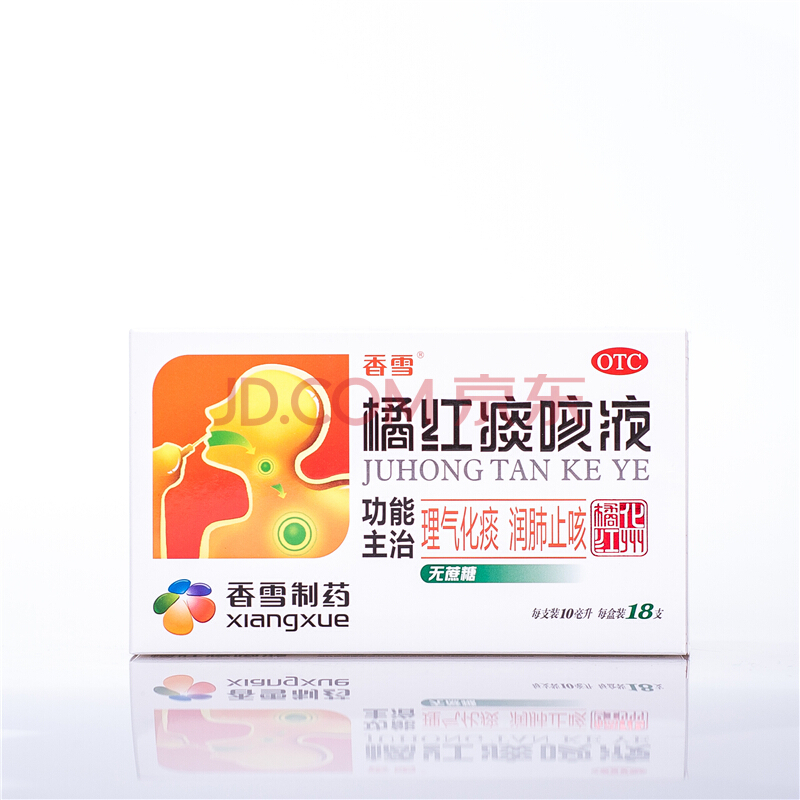 香雪®
OTC
JD.COM 京东
橘红痰咳液
JUHONG TAN KE YE
功能
主治
理气化痰 润肺止咳
化州
橘红
无蔗糖
香雪制药
xiangxue
每支装10毫升 每盒装18支